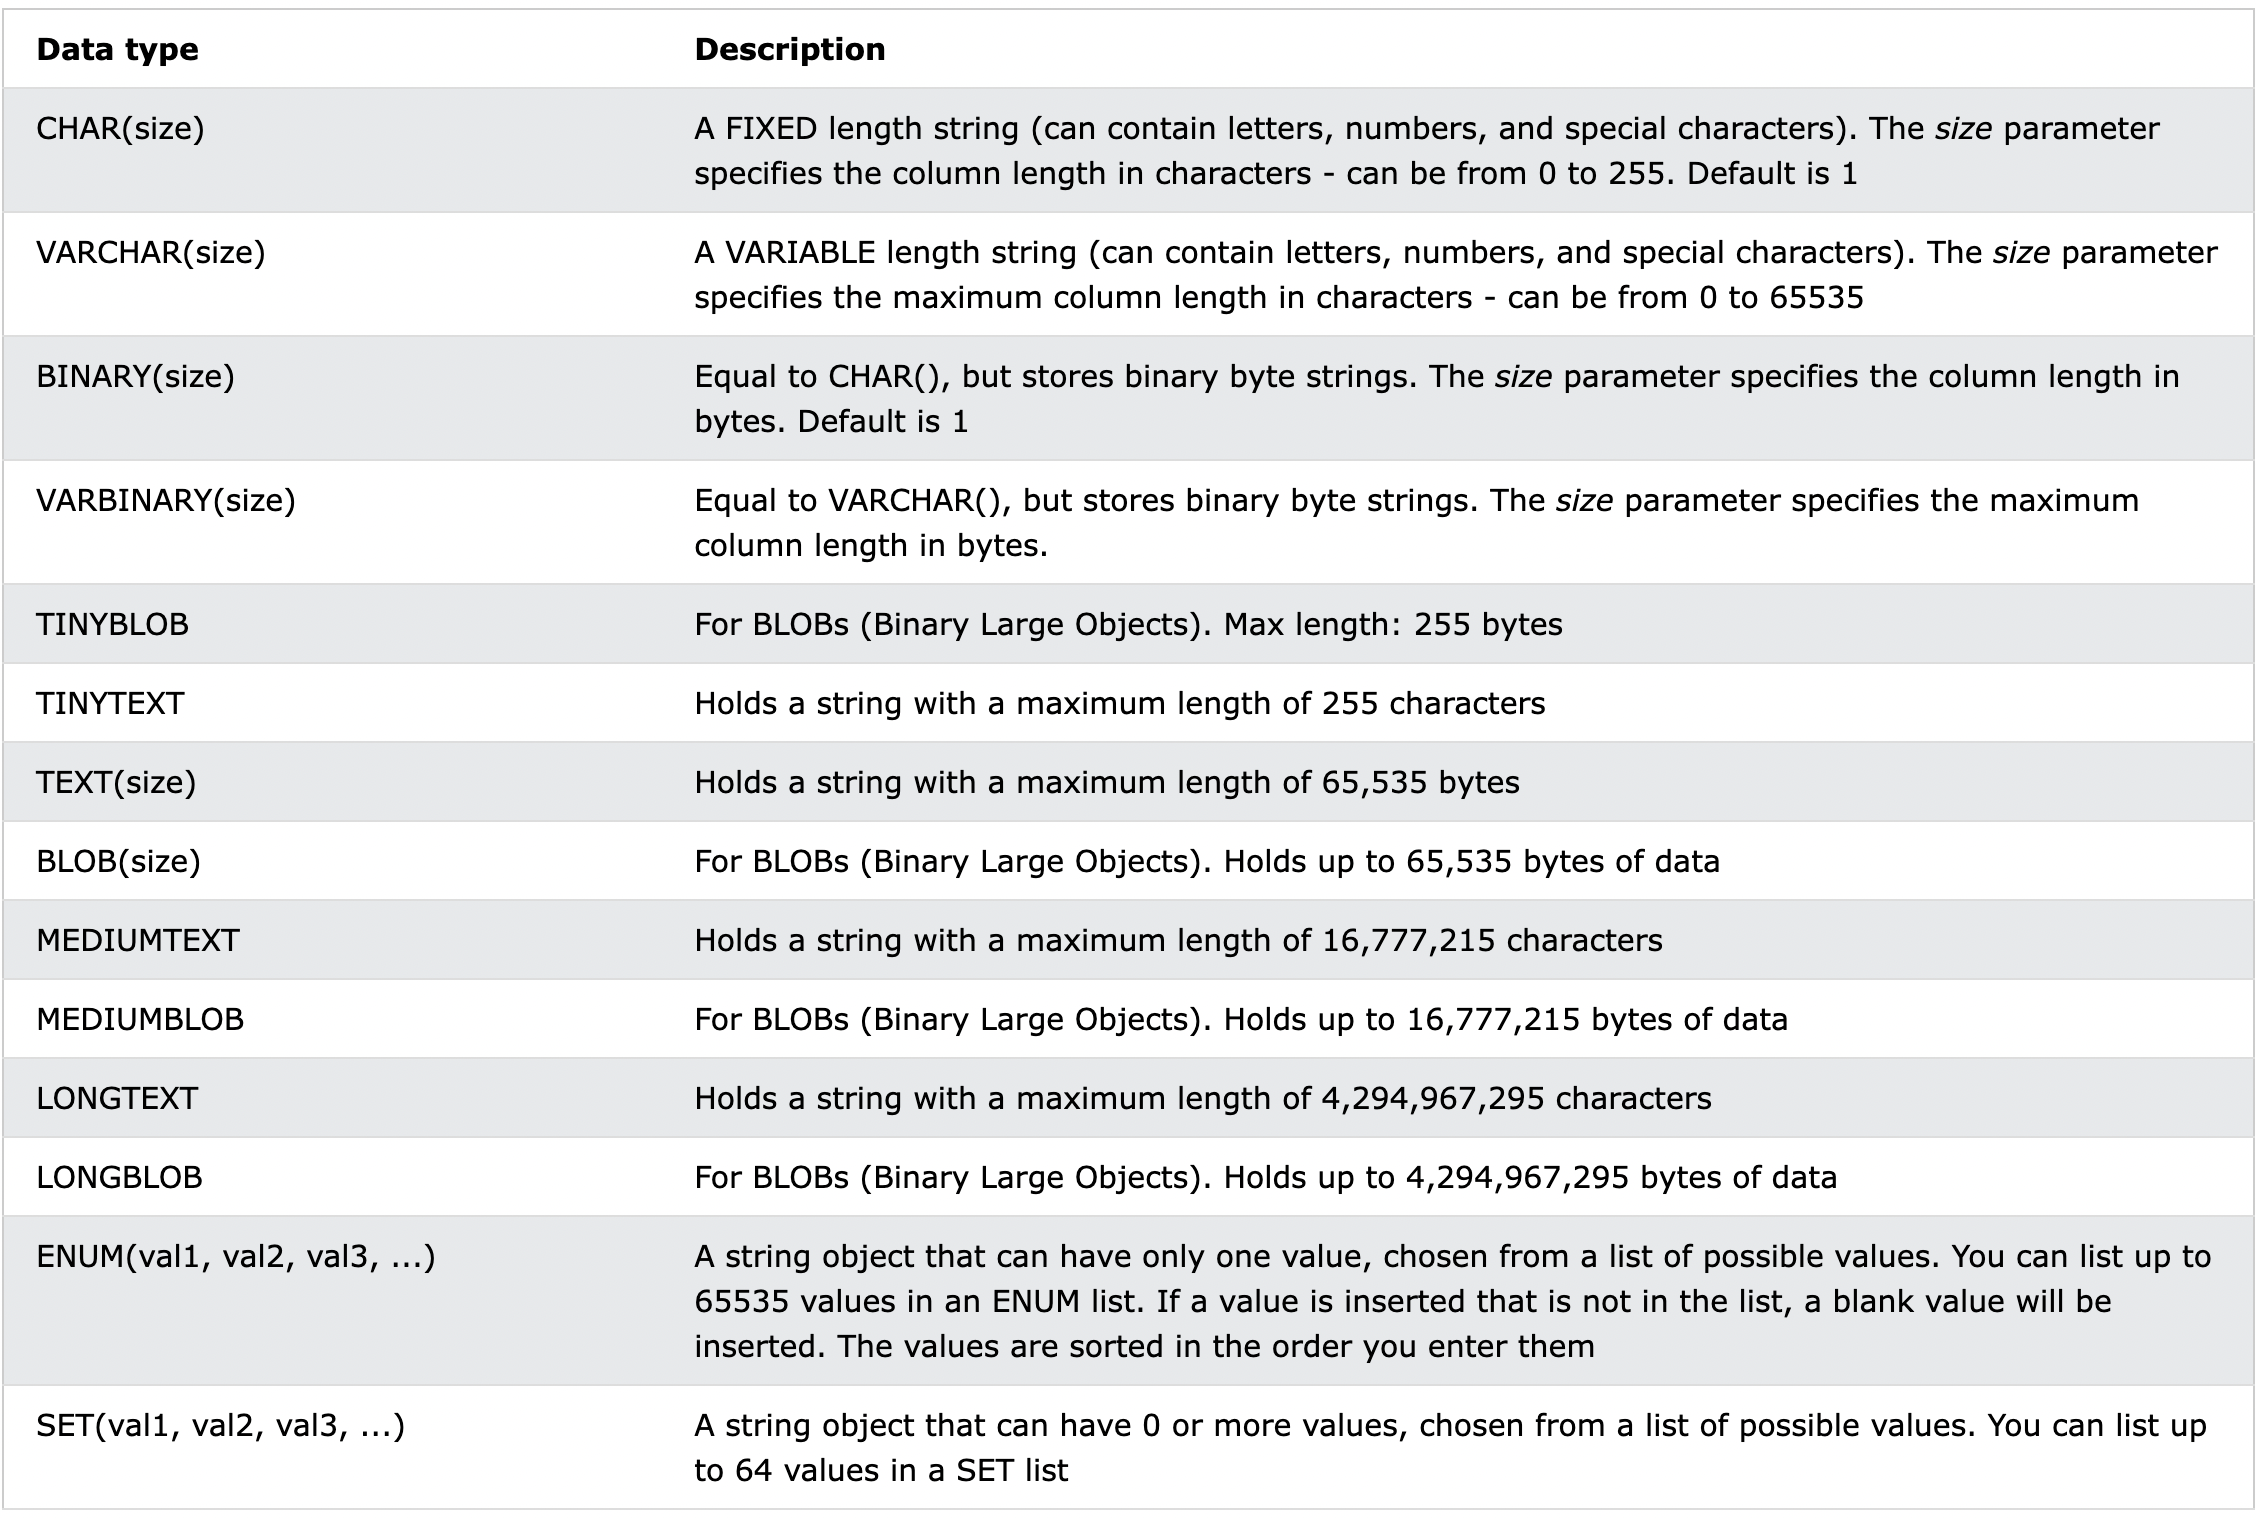 Data type Description
CHAR(size) A FIXED length string (can contain letters, numbers, and special characters). The size parameter
specifies the column length in characters - can be from 0 to 255. Default is 1
VARCHAR(size) A VARIABLE length string (can contain letters, numbers, and special characters). The size parameter
specifies the maximum column length in characters - can be from 0 to 65535
BINARY(size) Equal to CHAR(), but stores binary byte strings. The size parameter specifies the column length in
bytes. Default is 1
VARBINARY(size) Equal to VARCHAR(), but stores binary byte strings. The size parameter specifies the maximum
column length in bytes.
TINYBLOB For BLOBs (Binary Large Objects). Max length: 255 bytes
TINYTEXT Holds a string with a maximum length of 255 characters
TEXT(size) Holds a string with a maximum length of 65,535 bytes
BLOB(size) For BLOBs (Binary Large Objects). Holds up to 65,535 bytes of data
MEDIUMTEXT Holds a string with a maximum length of 16,777,215 characters
MEDIUMBLOB For BLOBs (Binary Large Objects). Holds up to 16,777,215 bytes of data
LONGTEXT Holds a string with a maximum length of 4,294,967,295 characters
LONGBLOB For BLOBs (Binary Large Objects). Holds up to 4,294,967,295 bytes of data
ENUM(val1, val2, val3, ...) A string object that can have only one value, chosen from a list of possible values. You can list up to
65535 values in an ENUM list. If a value is inserted that is not in the list, a blank value will be
inserted. The values are sorted in the order you enter them
SET(val1, val2, val3, ...) A string object that can have 0 or more values, chosen from a list of possible values. You can list up
to 64 values in a SET list